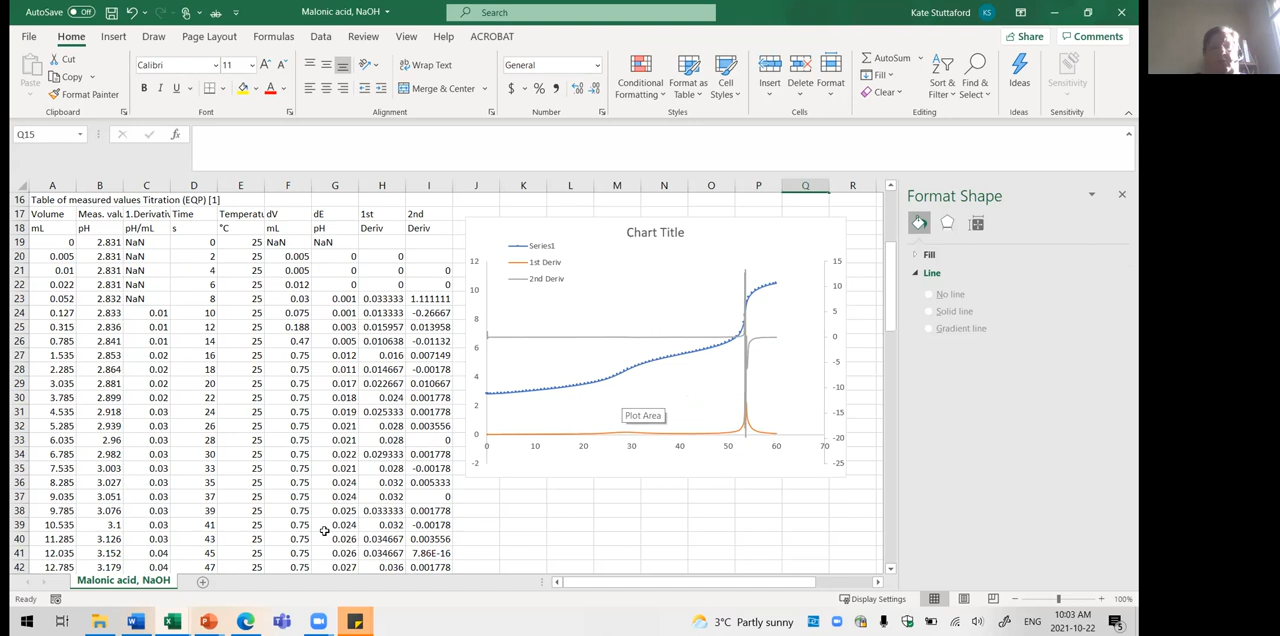 AutoSave Off Malonic acid, NaOH Search Kate Stuttaford KS
File Home Insert Draw Page Layout Formulas Data Review View Help ACROBAT Share Comments
Paste Cut Copy Format Painter Calibri 11 Wrap Text Merge & Center General Conditional Formatting Format as Table Cell Styles Insert Delete Format AutoSum Fill Clear Sort & Filter Find & Select Ideas Sensitivity
Clipboard Font Alignment Number Styles Cells Editing Ideas Sensitivity
Q15 fx
A B C D E F G H I J K L M N O P Q R
16 Table of measured values Titration (EQP) [1]
17 Volume Meas. valu 1.Derivativ Time Temperatu dV dE 1st 2nd
18 mL pH pH/mL s °C mL pH Deriv Deriv
19 0 2.831 NaN 0 25 NaN NaN
20 0.005 2.831 NaN 2 25 0.005 0 0
21 0.01 2.831 NaN 4 25 0.005 0 0 0
22 0.022 2.831 NaN 6 25 0.012 0 0 0
23 0.052 2.832 NaN 8 25 0.03 0.001 0.033333 1.111111
24 0.127 2.833 0.01 10 25 0.075 0.001 0.013333 -0.26667
25 0.315 2.836 0.01 12 25 0.188 0.003 0.015957 0.013958
26 0.785 2.841 0.01 14 25 0.47 0.005 0.010638 -0.01132
27 1.535 2.853 0.02 16 25 0.75 0.012 0.016 0.007149
28 2.285 2.864 0.02 18 25 0.75 0.011 0.014667 -0.00178
29 3.035 2.881 0.02 20 25 0.75 0.017 0.022667 0.010667
30 3.785 2.899 0.02 22 25 0.75 0.018 0.024 0.001778
31 4.535 2.918 0.03 24 25 0.75 0.019 0.025333 0.001778
32 5.285 2.939 0.03 26 25 0.75 0.021 0.028 0.003556
33 6.035 2.96 0.03 28 25 0.75 0.021 0.028 0
34 6.785 2.982 0.03 30 25 0.75 0.022 0.029333 0.001778
35 7.535 3.003 0.03 33 25 0.75 0.021 0.028 -0.00178
36 8.285 3.027 0.03 35 25 0.75 0.024 0.032 0.005333
37 9.035 3.051 0.03 37 25 0.75 0.024 0.032 0
38 9.785 3.076 0.03 39 25 0.75 0.025 0.033333 0.001778
39 10.535 3.1 0.03 41 25 0.75 0.024 0.032 -0.00178
40 11.285 3.126 0.03 43 25 0.75 0.026 0.034667 0.003556
41 12.035 3.152 0.04 45 25 0.75 0.026 0.034667 7.86E-16
42 12.785 3.179 0.04 47 25 0.75 0.027 0.036 0.001778
Chart Title
Series1
1st Deriv
2nd Deriv
12
10
8
6
4
2
0
-2
15
10
5
0
-5
-10
-15
-20
-25
0 10 20 30 40 50 60 70
Plot Area
Format Shape
Fill
Line
No line
Solid line
Gradient line
Malonic acid, NaOH
Ready Display Settings 100%
3°C Partly sunny ENG 10:03 AM
2021-10-22 5